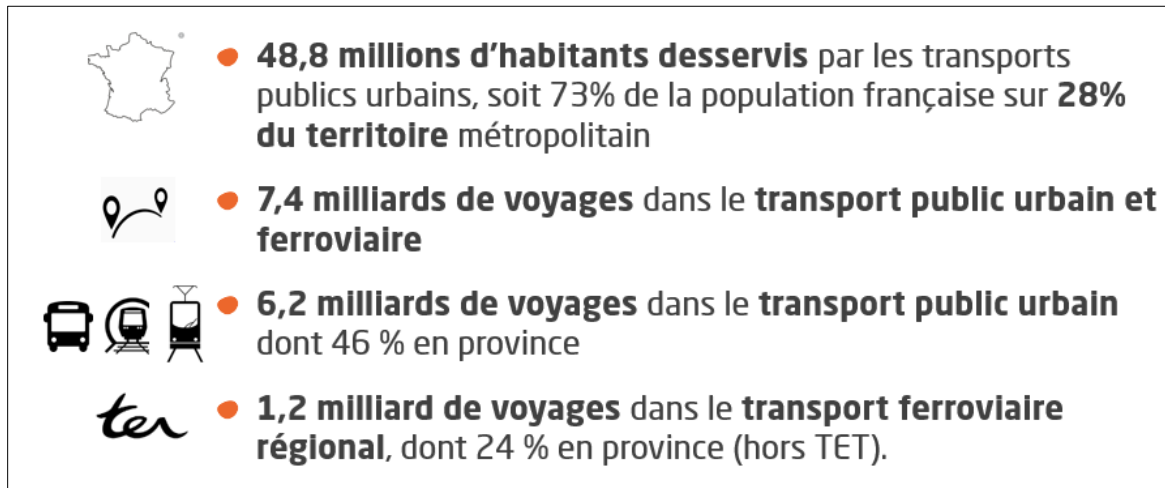 48,8 millions d'habitants desservis par les transports
publics urbains, soit 73% de la population française sur 28%
du territoire métropolitain
7,4 milliards de voyages dans le transport public urbain et
ferroviaire
6,2 milliards de voyages dans le transport public urbain
dont 46 % en province
ter
1,2 milliard de voyages dans le transport ferroviaire
régional, dont 24 % en province (hors TET).